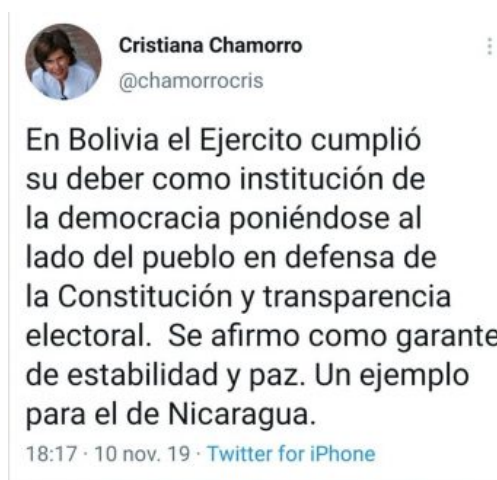 Cristiana Chamorro
@chamorrocris
En Bolivia el Ejercito cumplió
su deber como institución de
la democracia poniéndose al
lado del pueblo en defensa de
la Constitución y transparencia
electoral.  Se afirmo como garante
de estabilidad y paz. Un ejemplo
para el de Nicaragua.
18:17 · 10 nov. 19 · Twitter for iPhone